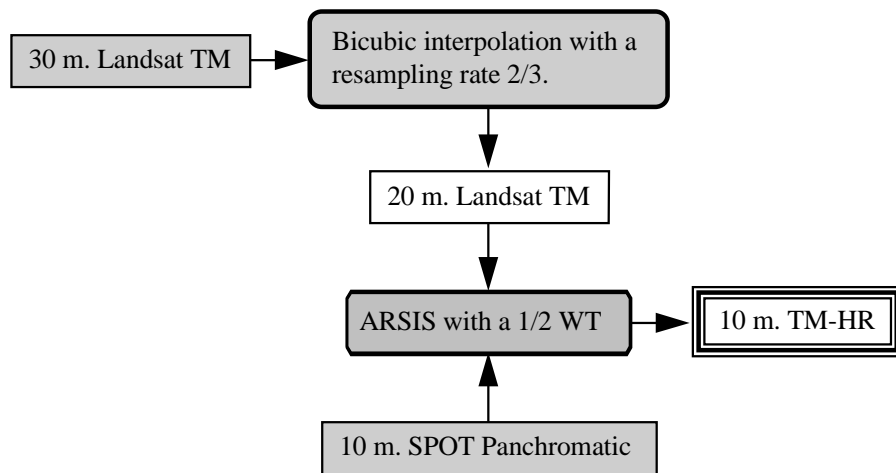 30 m. Landsat TM
Bicubic interpolation with a
resampling rate 2/3.
20 m. Landsat TM
ARSIS with a 1/2 WT
10 m. TM-HR
10 m. SPOT Panchromatic